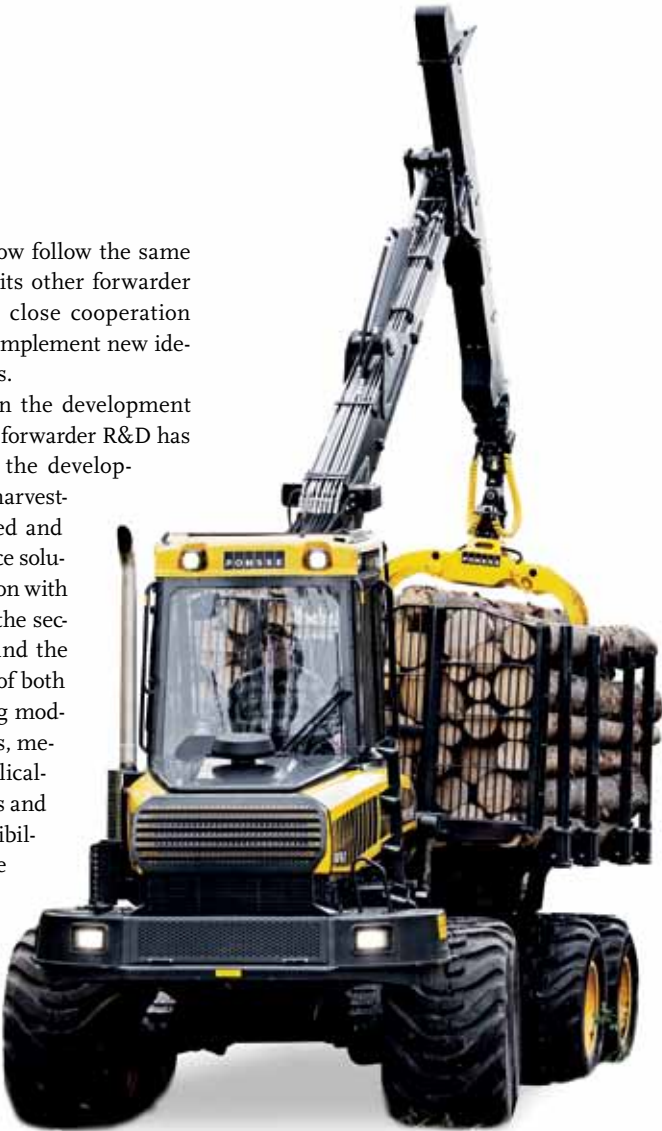 ow follow the same
its other forwarder
close cooperation
mplement new ide-
s.
n the development
forwarder R&D has
the develop-
harvest-
ed and
ce solu-
on with
the sec-
and the
of both
g mod-
s, me-
lical-
s and
ibil-
e
PONSSE
PONSSE